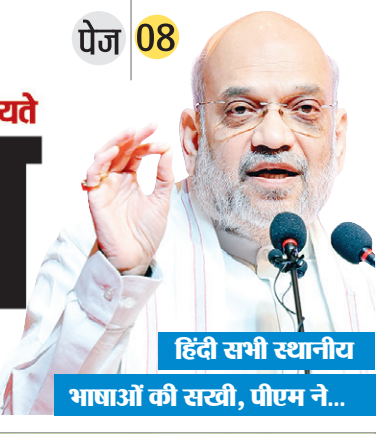 पेज 08
यते
हिंदी सभी स्थानीय
भाषाओं की सखी, पीएम ने...